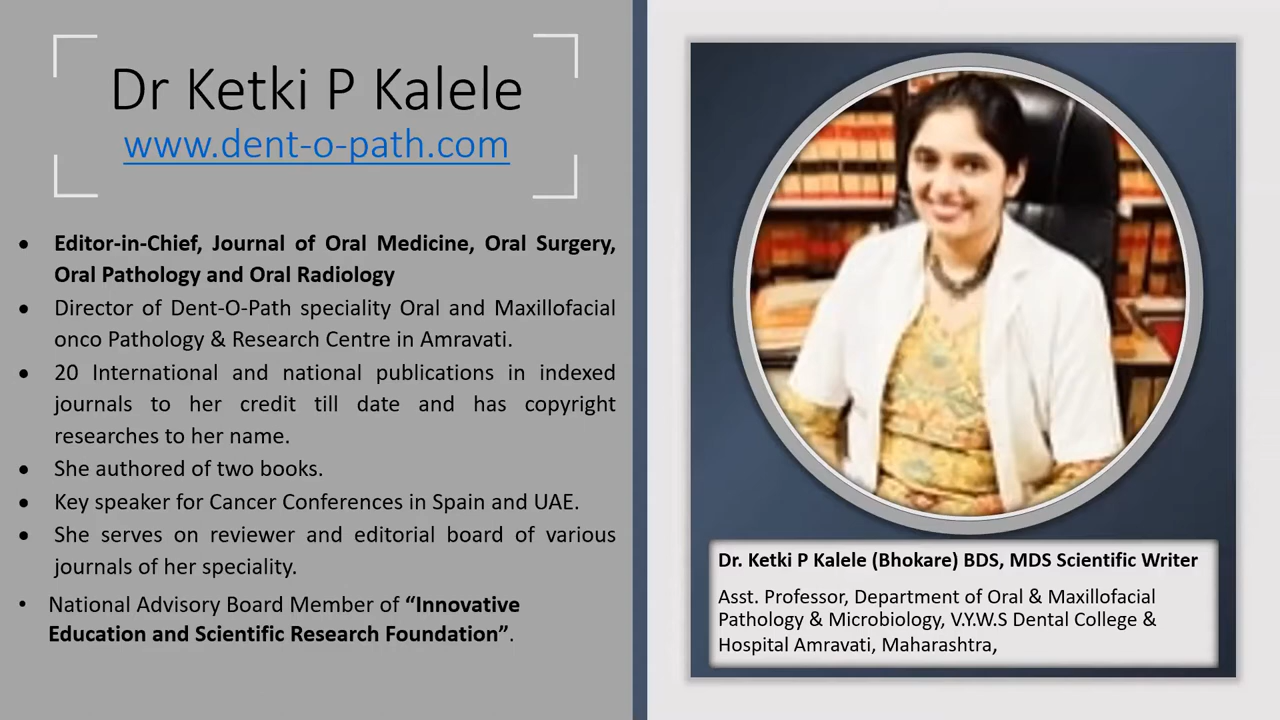 Dr Ketki P Kalele
www.dent-o-path.com
• Editor-in-Chief, Journal of Oral Medicine, Oral Surgery,
Oral Pathology and Oral Radiology
• Director of Dent-O-Path speciality Oral and Maxillofacial
onco Pathology & Research Centre in Amravati.
• 20 International and national publications in indexed
journals to her credit till date and has copyright
researches to her name.
• She authored of two books.
• Key speaker for Cancer Conferences in Spain and UAE.
• She serves on reviewer and editorial board of various
journals of her speciality.
• National Advisory Board Member of “Innovative
Education and Scientific Research Foundation”.
Dr. Ketki P Kalele (Bhokare) BDS, MDS Scientific Writer
Asst. Professor, Department of Oral & Maxillofacial
Pathology & Microbiology, V.Y.W.S Dental College &
Hospital Amravati, Maharashtra,